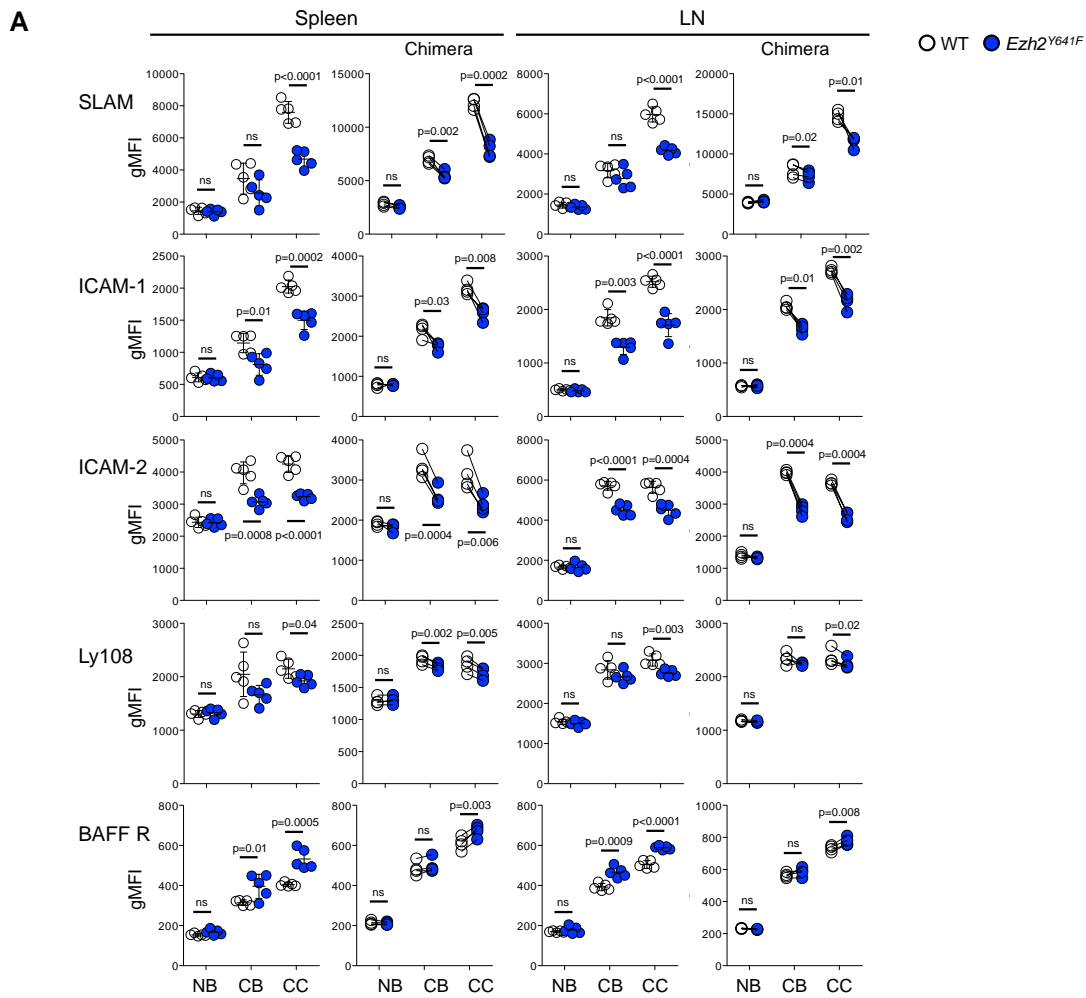 A
Spleen
LN
WT
Ezh2Y641F
Chimera
Chimera
SLAM
gMFI
10000
8000
6000
4000
2000
0
ns
ns
p<0.0001
15000
10000
5000
0
ns
p=0.002
p=0.0002
8000
6000
4000
2000
0
ns
ns
p<0.0001
20000
15000
10000
5000
0
ns
p=0.02
p=0.01
ICAM-1
gMFI
2500
2000
1500
1000
500
0
ns
p=0.01
p=0.0002
4000
3000
2000
1000
0
ns
p=0.03
p=0.008
3000
2000
1000
0
ns
p=0.003
p<0.0001
3000
2000
1000
0
ns
p=0.01
p=0.002
ICAM-2
gMFI
5000
4000
3000
2000
1000
0
ns
p=0.0008
p<0.0001
4000
3000
2000
1000
0
ns
p=0.0004
p=0.006
8000
6000
4000
2000
0
ns
p<0.0001
p=0.0004
5000
4000
3000
2000
1000
0
ns
p=0.0004
p=0.0004
Ly108
gMFI
3000
2000
1000
0
ns
ns
p=0.04
2500
2000
1500
1000
500
0
ns
p=0.002
p=0.005
4000
3000
2000
1000
0
ns
ns
p=0.003
3000
2000
1000
0
ns
ns
p=0.02
BAFF R
gMFI
800
600
400
200
0
ns
p=0.01
p=0.0005
NB
CB
CC
800
600
400
200
0
ns
ns
p=0.003
NB
CB
CC
800
600
400
200
0
ns
p=0.0009
p<0.0001
NB
CB
CC
1000
800
600
400
200
0
ns
ns
p=0.008
NB
CB
CC